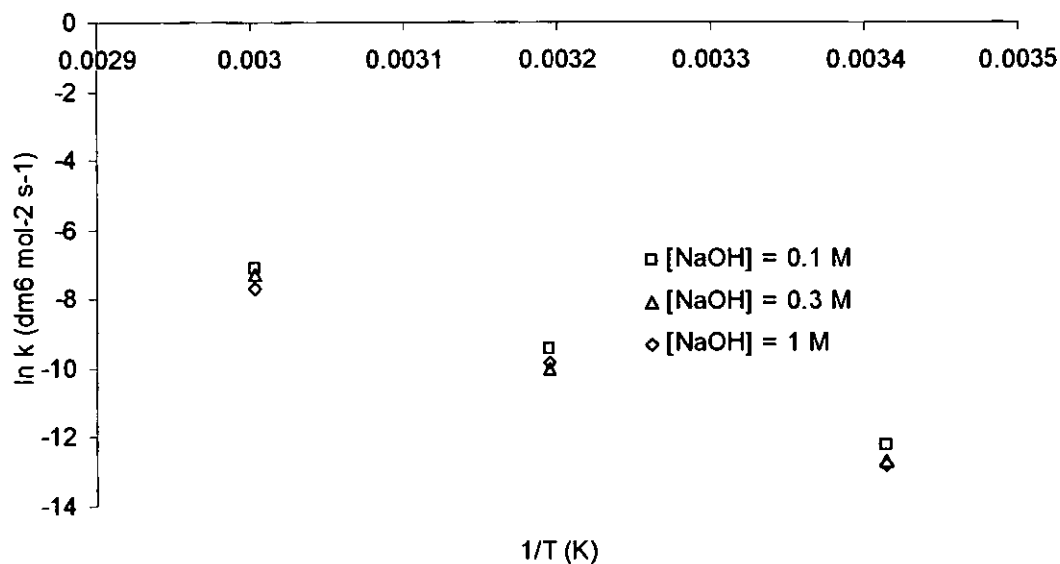 0
0.0029 0.003 0.0031 0.0032 0.0033 0.0034 0.0035
-2
-4
-6
-8
-10
-12
-14
ln k (dm6 mol-2 s-1)
[NaOH] = 0.1 M
[NaOH] = 0.3 M
[NaOH] = 1 M
1/T (K)